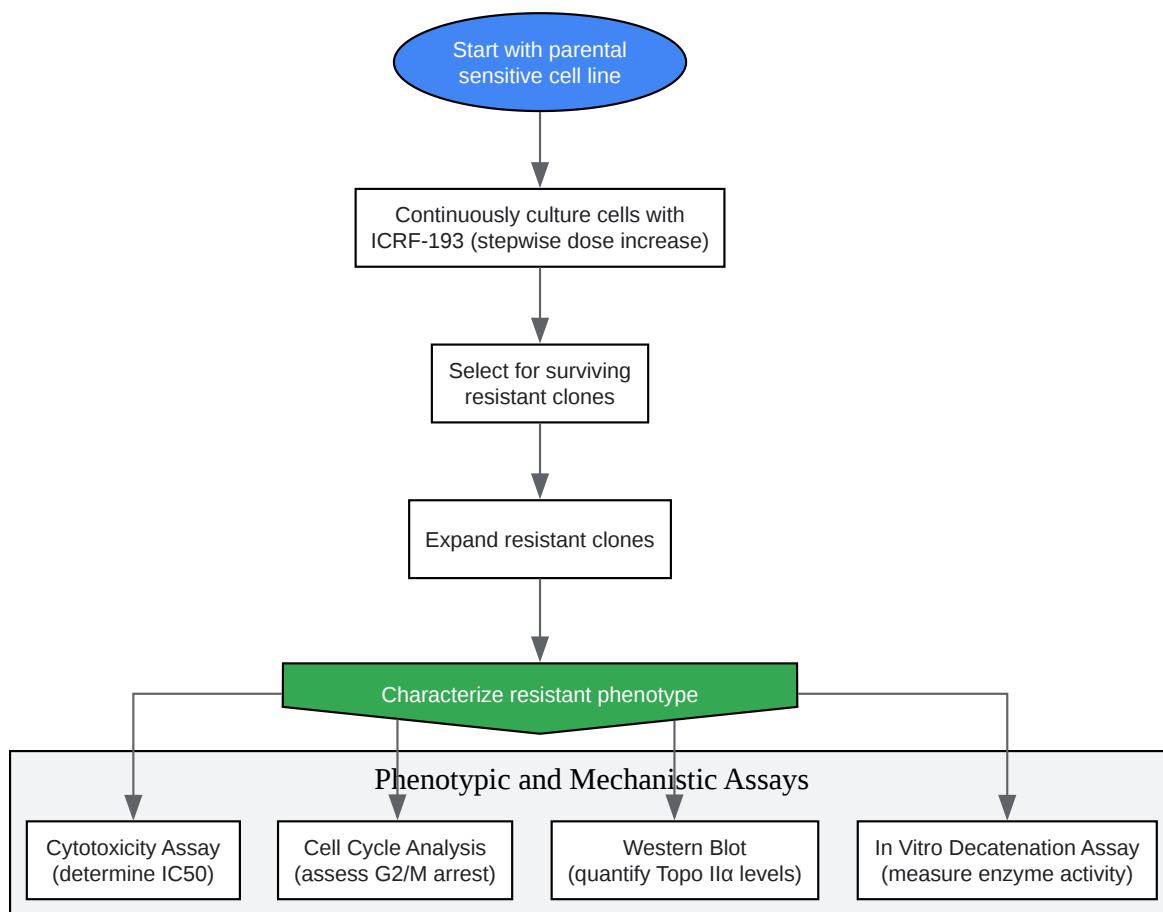 Start with parental
sensitive cell line
Continuously culture cells with
ICRF-193 (stepwise dose increase)
Select for surviving
resistant clones
Expand resistant clones
Characterize resistant phenotype
Phenotypic and Mechanistic Assays
Cytotoxicity Assay
(determine IC50)
Cell Cycle Analysis
(assess G2/M arrest)
Western Blot
(quantify Topo IIα levels)
In Vitro Decatenation Assay
(measure enzyme activity)